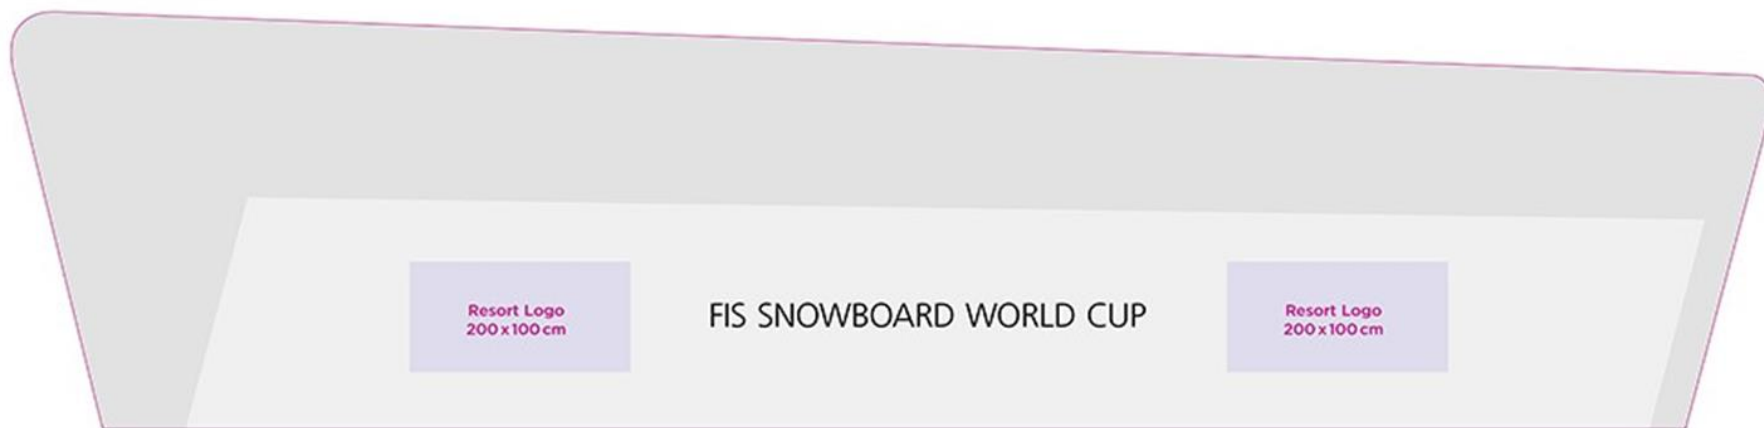 Resort Logo
200 x 100 cm
FIS SNOWBOARD WORLD CUP
Resort Logo
200 x 100 cm